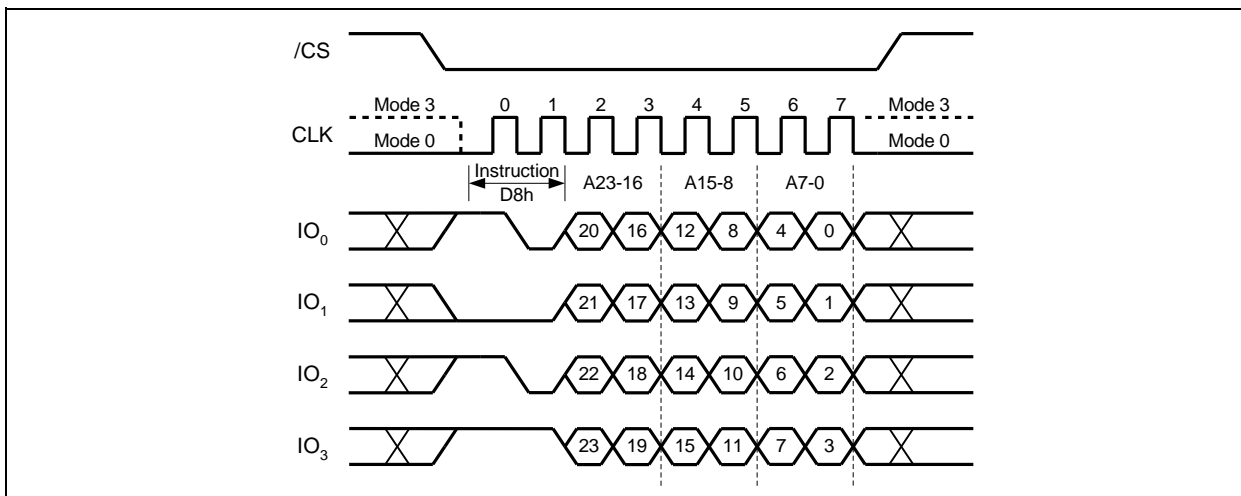 /CS
Mode 3 0 1 2 3 4 5 6 7 Mode 3
CLK
Mode 0 Mode 0
Instruction
D8h A23-16 A15-8 A7-0
IO0 20 16 12 8 4 0
IO1 21 17 13 9 5 1
IO2 22 18 14 10 6 2
IO3 23 19 15 11 7 3